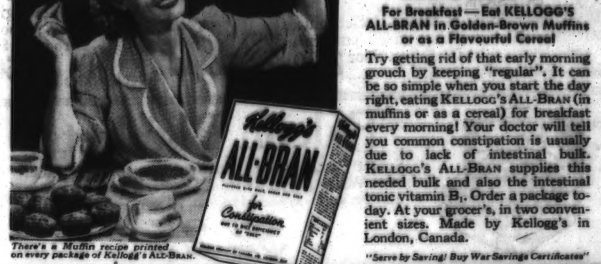 For Breakfast—Eat KELLOGG'S
ALL-BRAN in Golden-Brown Muffins
or as a Flavourful Cereal
Try getting rid of that early morning
grouch by keeping "regular". It can
be so simple when you start the day
right, eating KELLOGG'S ALL-BRAN (in
muffins or as a cereal) for breakfast
every morning! Your doctor will tell
you common constipation is usually
due to lack of intestinal bulk.
KELLOGG'S ALL-BRAN supplies this
needed bulk and also the intestinal
tonic vitamin B₁. Order a package to-
day. At your grocer's, in two conven-
ient sizes. Made by Kellogg's in
London, Canada.
"Serve by Saving! Buy War Savings Certificates"
Kellogg's
ALL-BRAN
for
Constipation
DUE TO DIET DEFICIENCY
OF "BULK"
There's a Muffin recipe printed
on every package of Kellogg's ALL-BRAN.